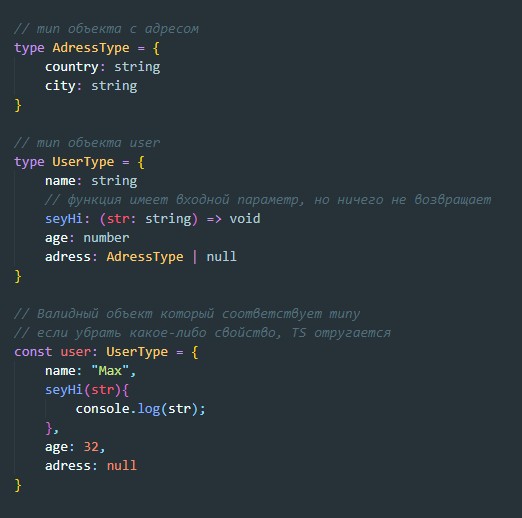 // тип объекта с адресом
type AdressType = {
    country: string
    city: string
}
// тип объекта user
type UserType = {
    name: string
    // функция имеет входной параметр, но ничего не возвращает
    seyHi: (str: string) => void
    age: number
    adress: AdressType | null
}
// Валидный объект который соответствует типу
// если убрать какое-либо свойство, TS отругается
const user: UserType = {
    name: "Max",
    seyHi(str){
        console.log(str);
    },
    age: 32,
    adress: null
}